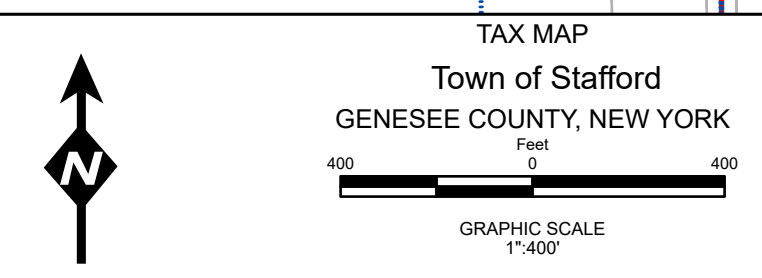 TAX MAP
Town of Stafford
GENESEE COUNTY, NEW YORK
Feet
400 0 400
N
GRAPHIC SCALE
1":400'